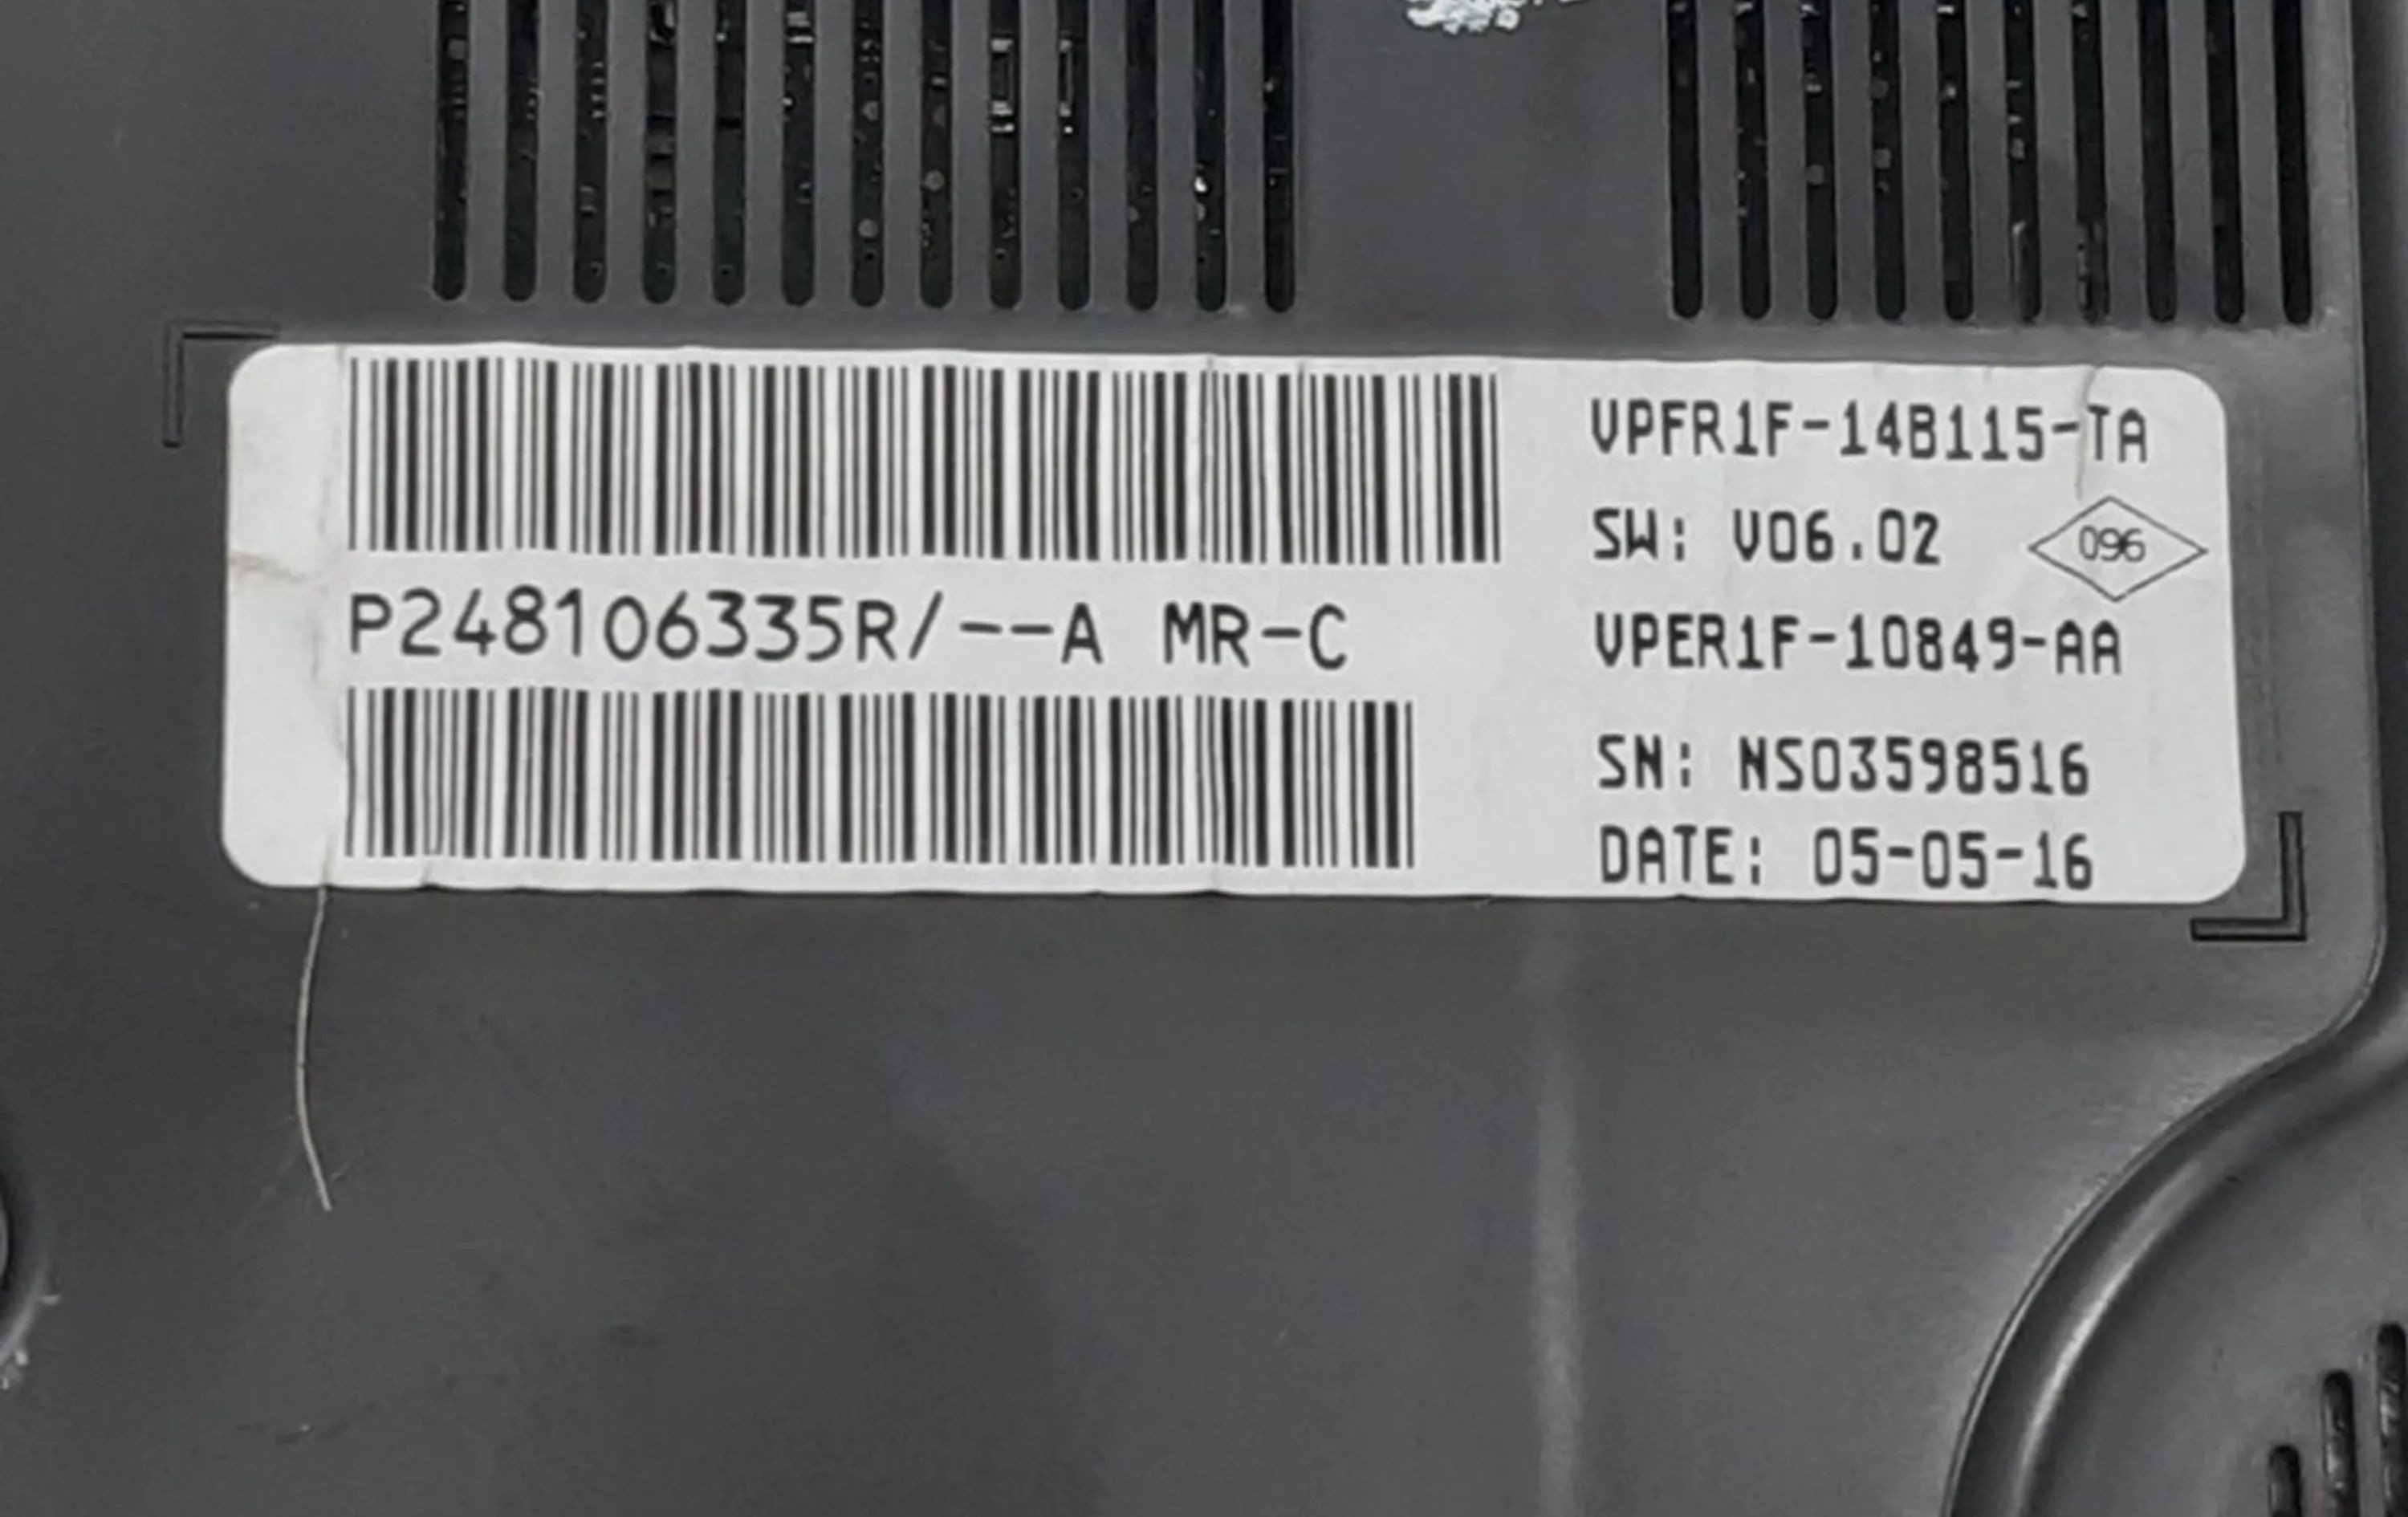 P248106335R/--A MR-C
VPFR1F-14B115-TA
SW: V06.02
096
VPER1F-10849-AA
SN: NS03598516
DATE: 05-05-16